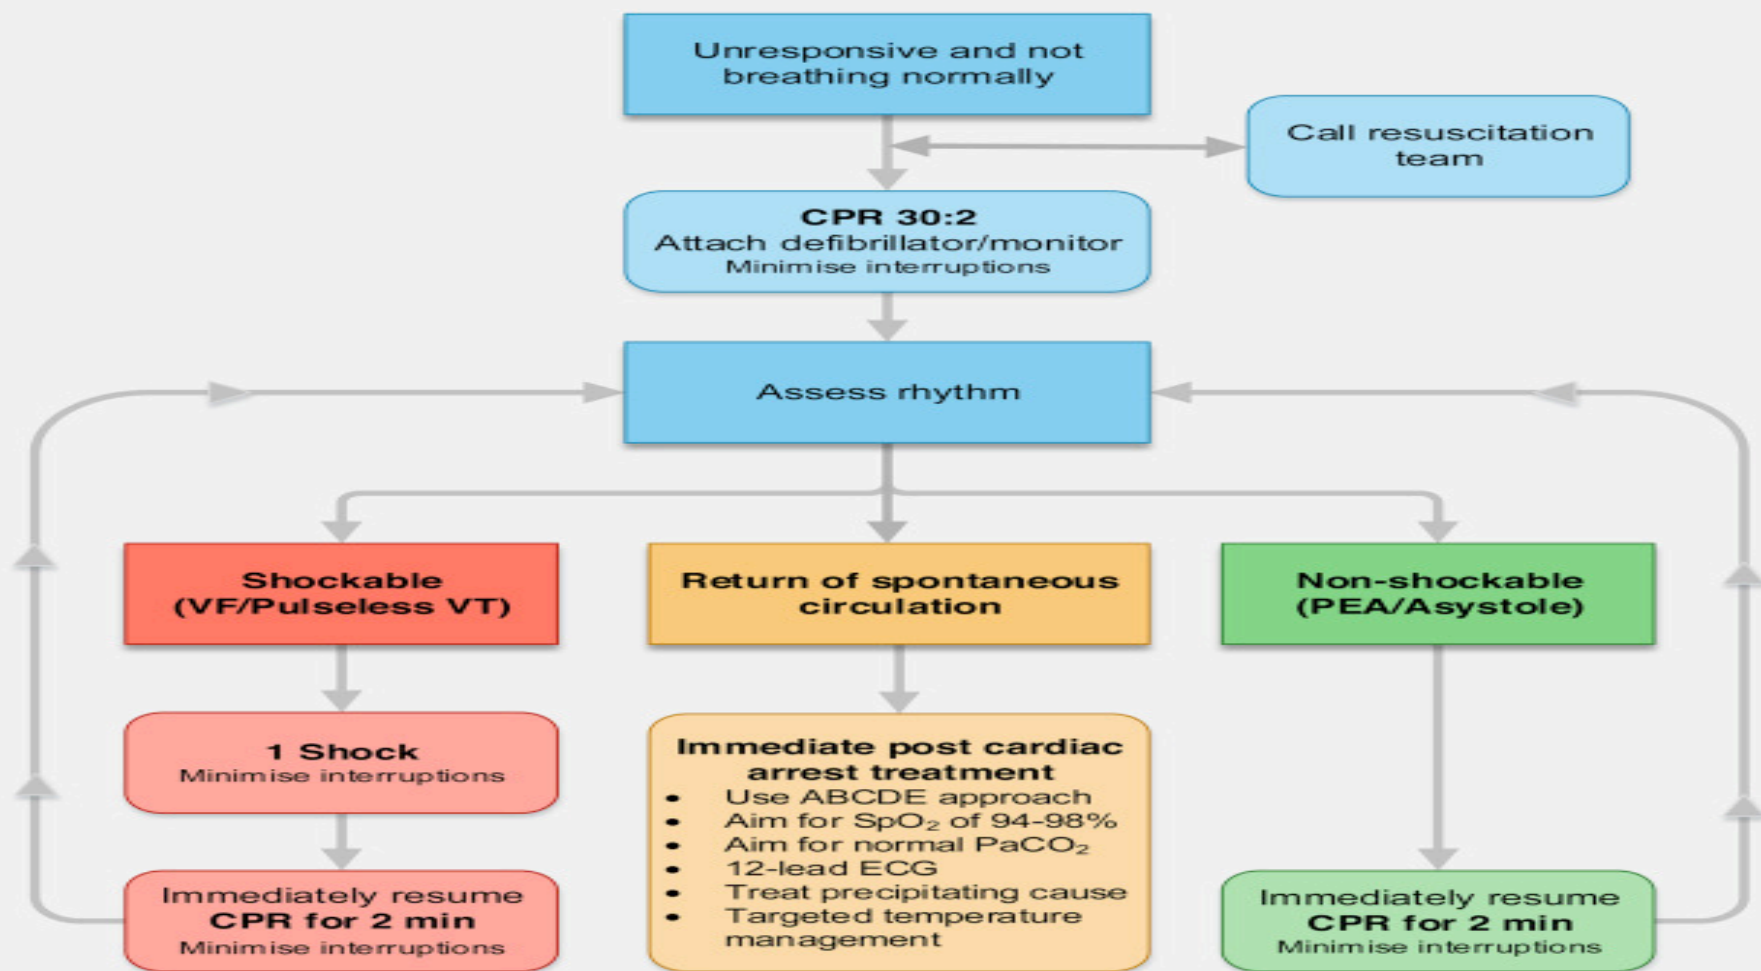 Unresponsive and not
breathing normally
Call resuscitation
team
CPR 30:2
Attach defibrillator/monitor
Minimise interruptions
Assess rhythm
Shockable
(VF/Pulseless VT)
Return of spontaneous
circulation
Non-shockable
(PEA/Asystole)
1 Shock
Minimise interruptions
Immediate post cardiac
arrest treatment
• Use ABCDE approach
• Aim for SpO₂ of 94-98%
• Aim for normal PaCO₂
• 12-lead ECG
• Treat precipitating cause
• Targeted temperature
management
Immediately resume
CPR for 2 min
Minimise interruptions
Immediately resume
CPR for 2 min
Minimise interruptions